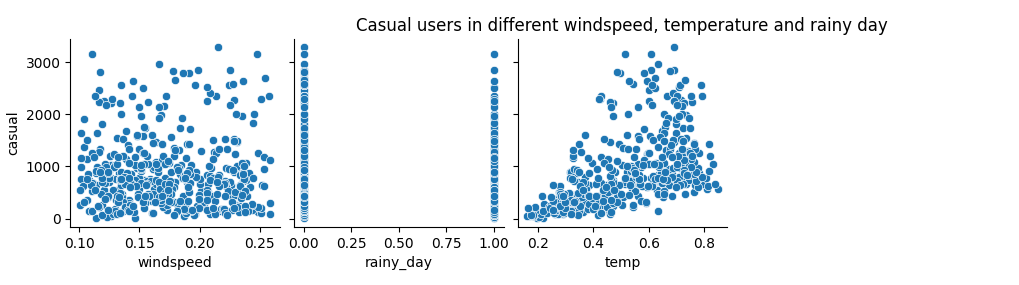 Casual users in different windspeed, temperature and rainy day
casual
3000
2000
1000
0
0.10 0.15 0.20 0.25
windspeed
0.00 0.25 0.50 0.75 1.00
rainy_day
0.2 0.4 0.6 0.8
temp